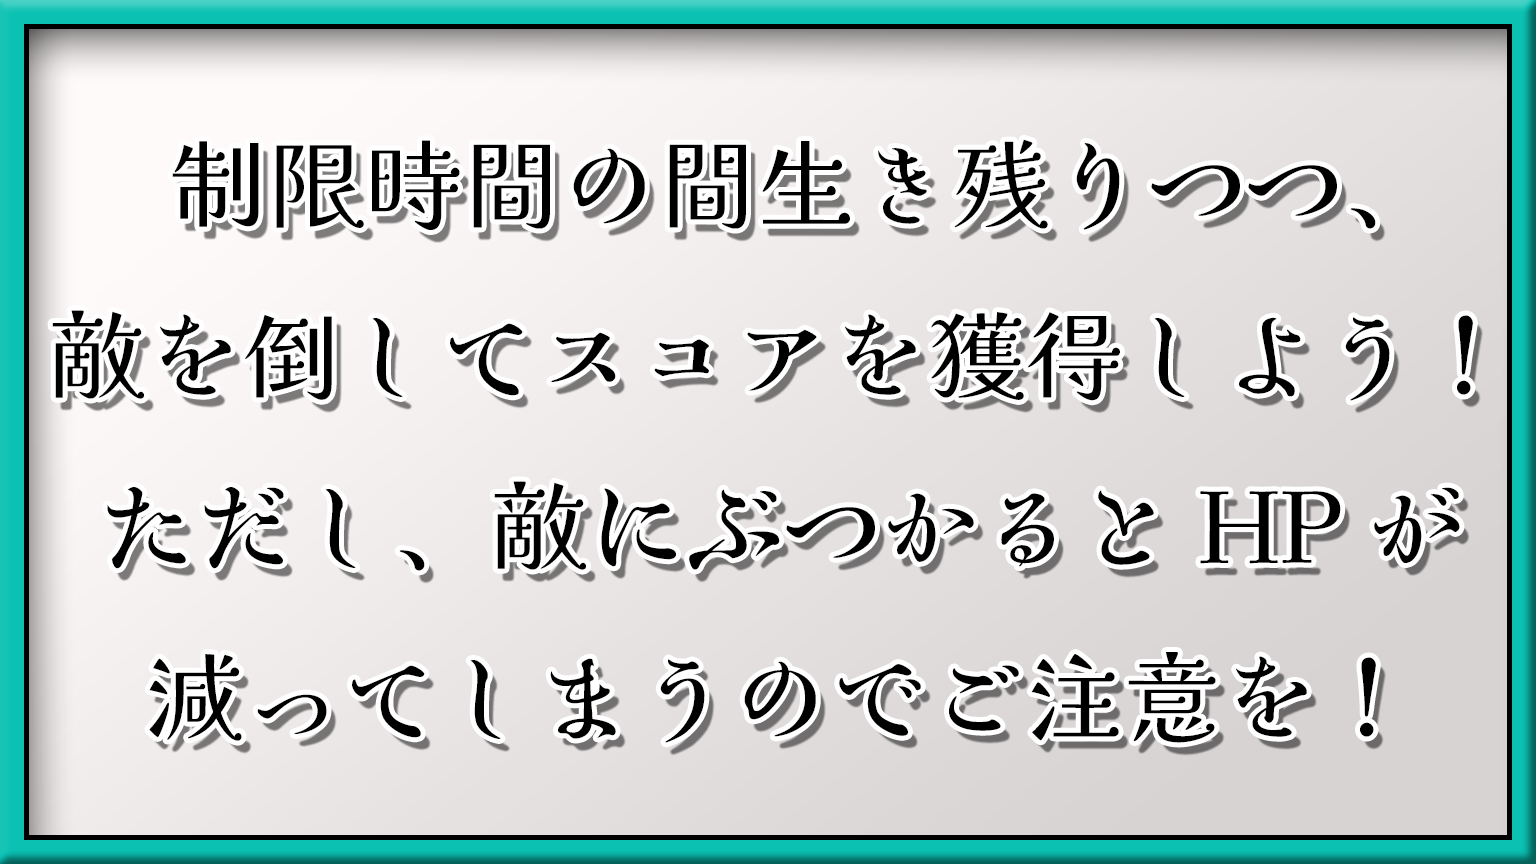 制限時間の間生き残りつつ、
敵を倒してスコアを獲得しよう！
ただし、敵にぶつかるとHPが
減ってしまうのでご注意を！